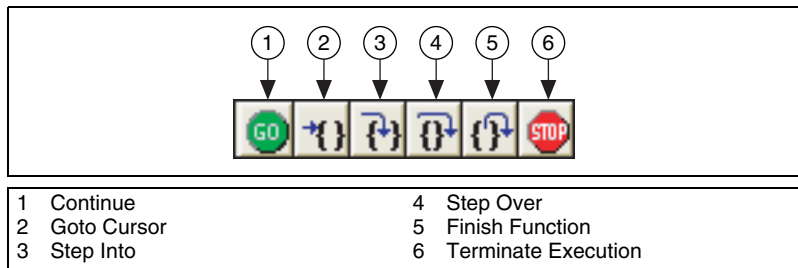 1 2 3 4 5 6
GO { } { } {} { } STOP
1 Continue
2 Goto Cursor
3 Step Into
4 Step Over
5 Finish Function
6 Terminate Execution